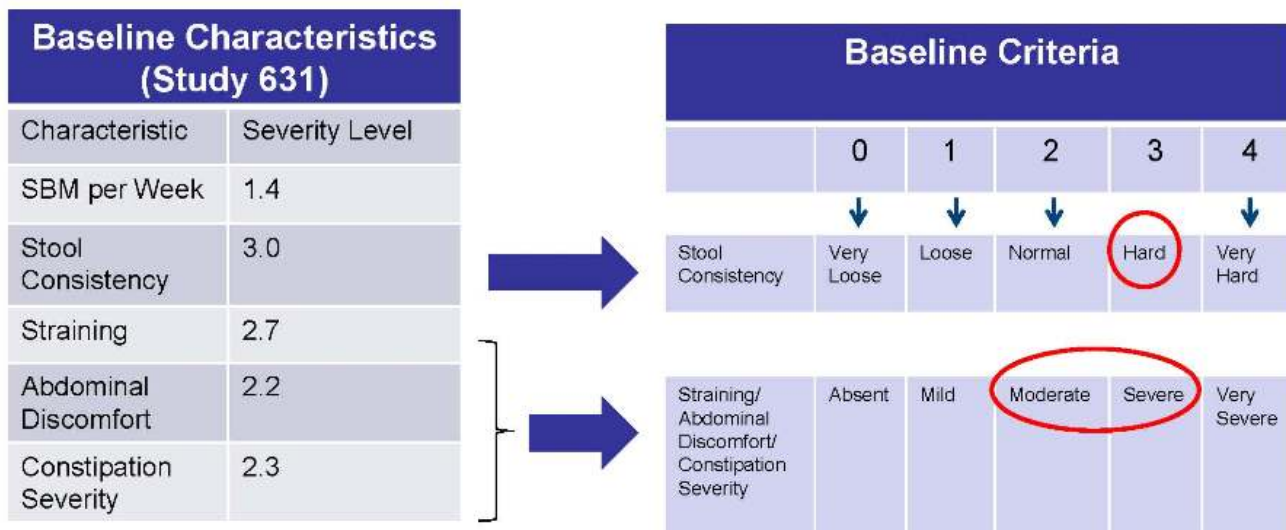 Baseline Characteristics
(Study 631)
Characteristic Severity Level
SBM per Week 1.4
Stool 3.0
Consistency
Straining 2.7
Abdominal 2.2
Discomfort
Constipation 2.3
Severity
Baseline Criteria
0 1 2 3 4
Stool Very Loose Normal Hard Very
Consistency Loose Hard
Straining/ Absent Mild Moderate Severe Very
Abdominal Severe
Discomfort/
Constipation
Severity